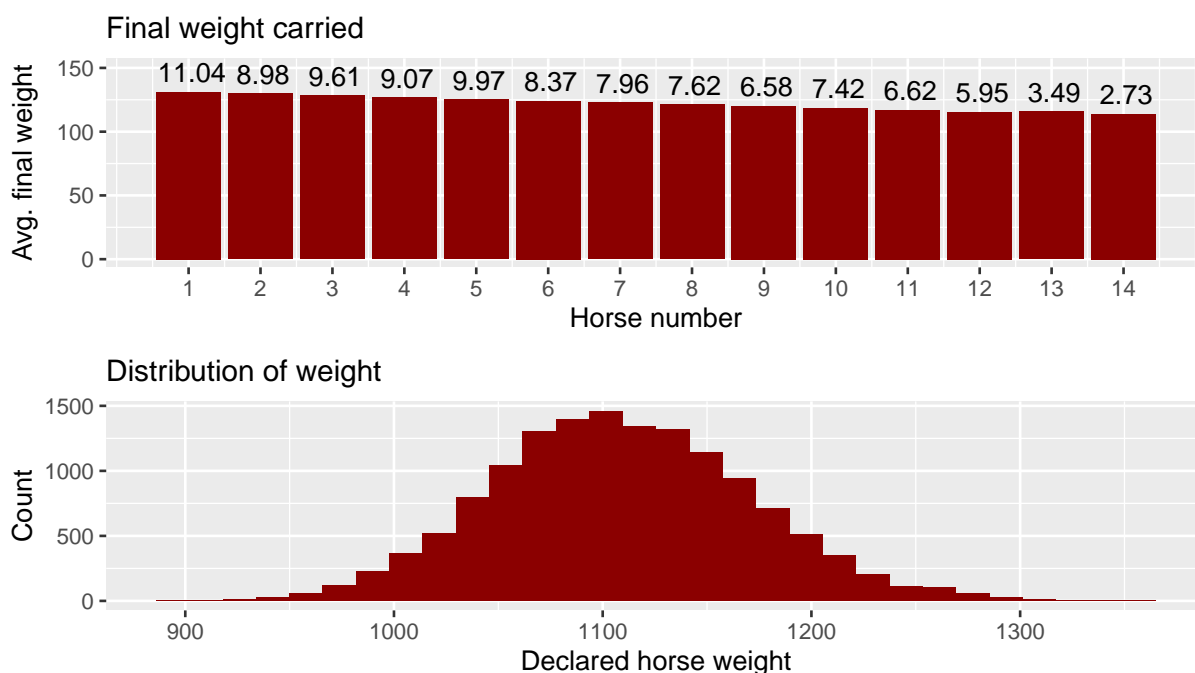 Final weight carried
Avg. final weight
150
100
50
0
11.04 8.98 9.61 9.07 9.97 8.37 7.96 7.62 6.58 7.42 6.62 5.95 3.49 2.73
1 2 3 4 5 6 7 8 9 10 11 12 13 14
Horse number
Distribution of weight
Count
1500
1000
500
0
900 1000 1100 1200 1300
Declared horse weight